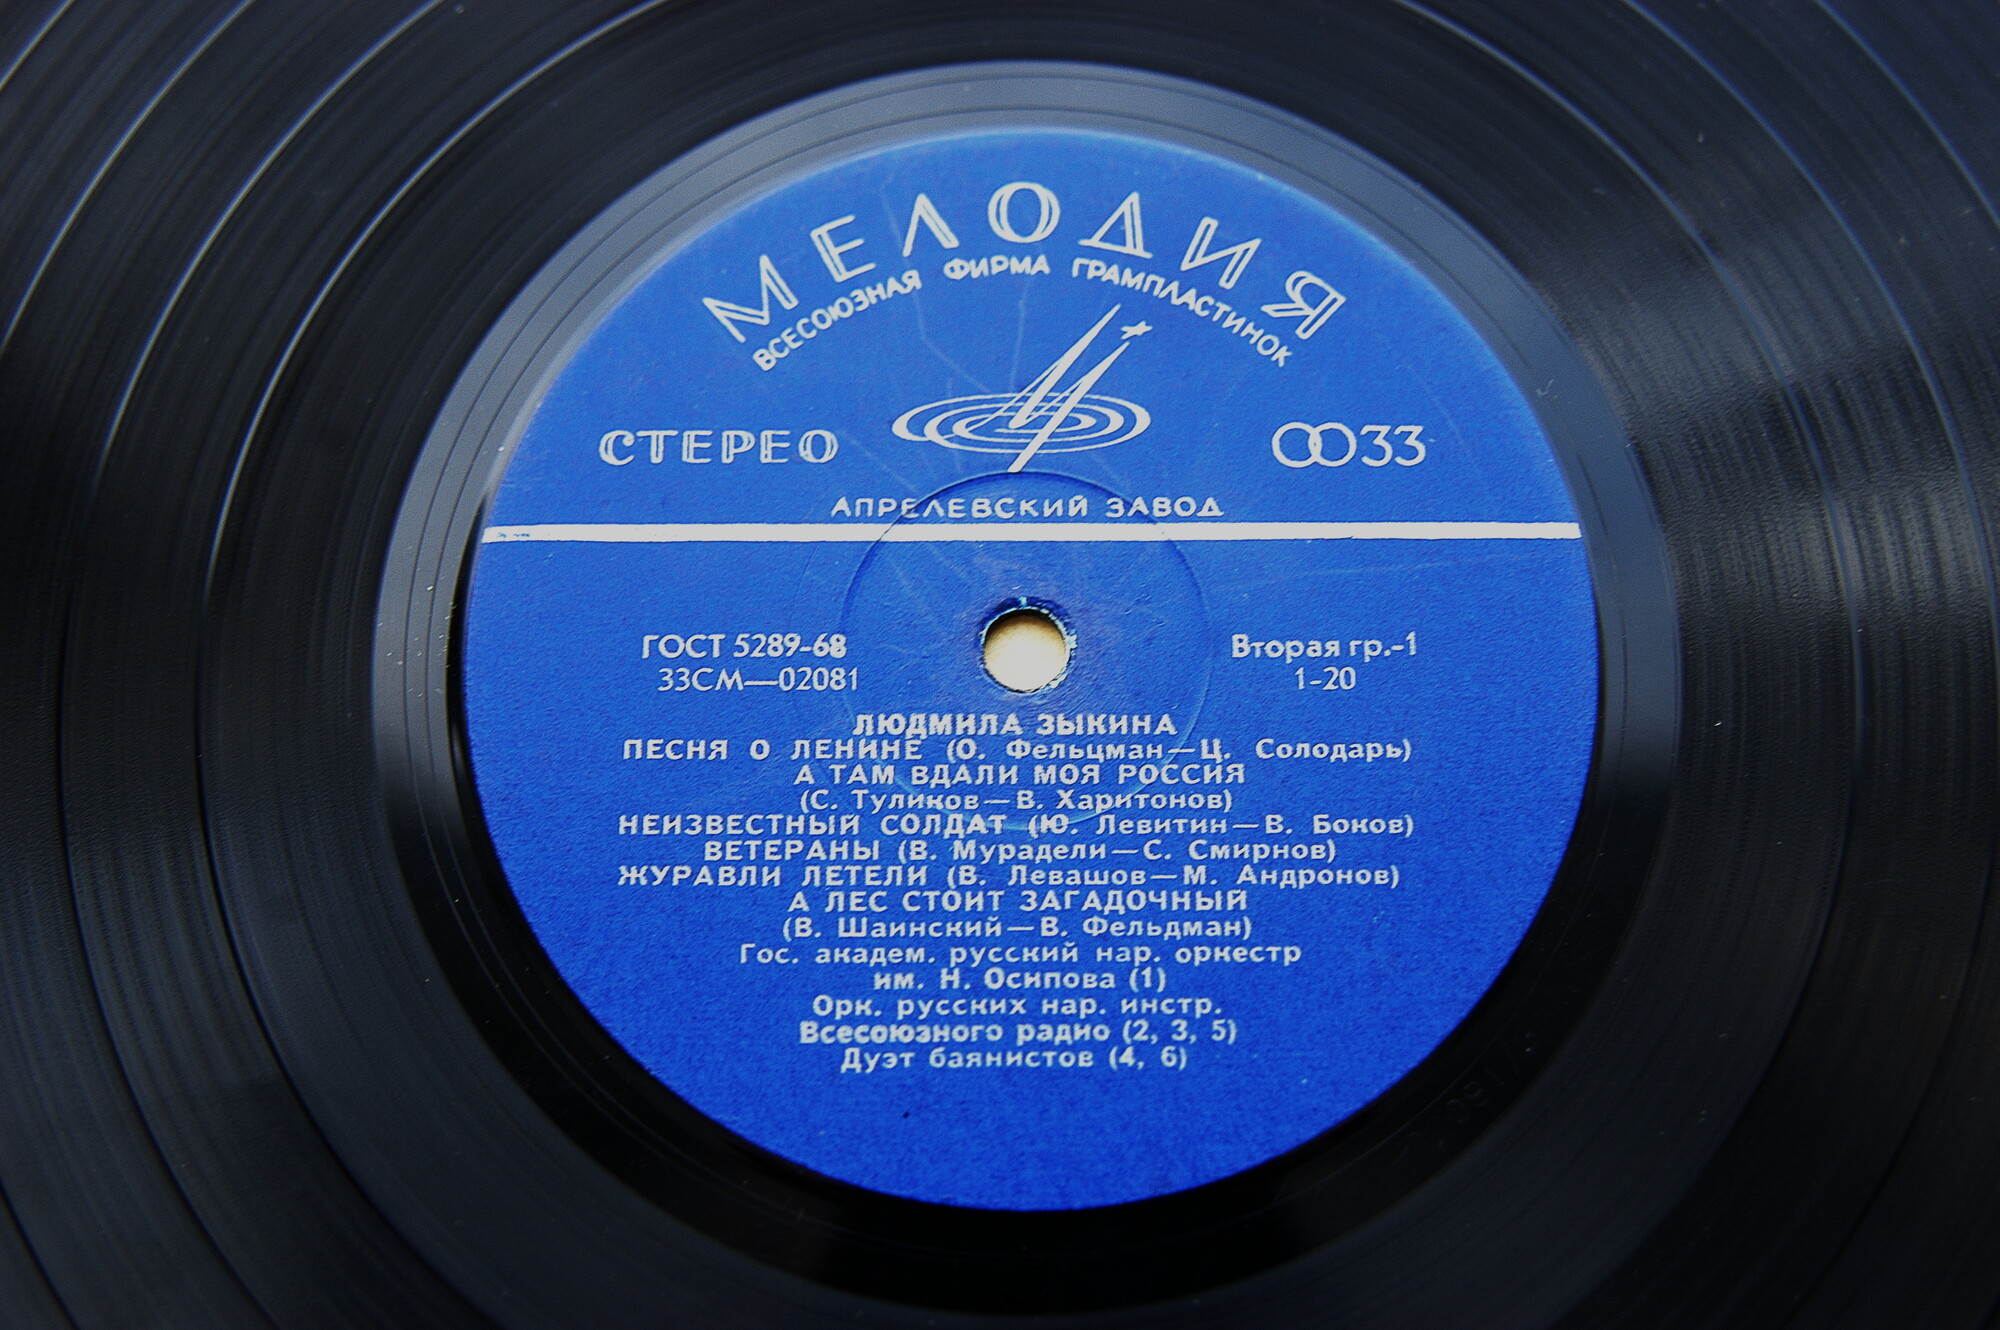 МЕЛОДИЯ
ВСЕСОЮЗНАЯ ФИРМА ГРАМПЛАСТИНОК
СТЕРЕО 33
АПРЕЛЕВСКИЙ ЗАВОД
ГОСТ 5289-68 Вторая гр.-1
33СМ—02081 1-20
ЛЮДМИЛА ЗЫКИНА
ПЕСНЯ О ЛЕНИНЕ (О. Фельцман—Ц. Солодарь)
А ТАМ ВДАЛИ МОЯ РОССИЯ
(С. Туликов—В. Харитонов)
НЕИЗВЕСТНЫЙ СОЛДАТ (Ю. Левитин—В. Боков)
ВЕТЕРАНЫ (В. Мурадели—С. Смирнов)
ЖУРАВЛИ ЛЕТЕЛИ (В. Левашов—М. Андронов)
А ЛЕС СТОИТ ЗАГАДОЧНЫЙ
(В. Шаинский—В. Фельдман)
Гос. академ. русский нар. оркестр
им. Н. Осипова (1)
Орк. русских нар. инстр.
Всесоюзного радио (2, 3, 5)
Дуэт баянистов (4, 6)